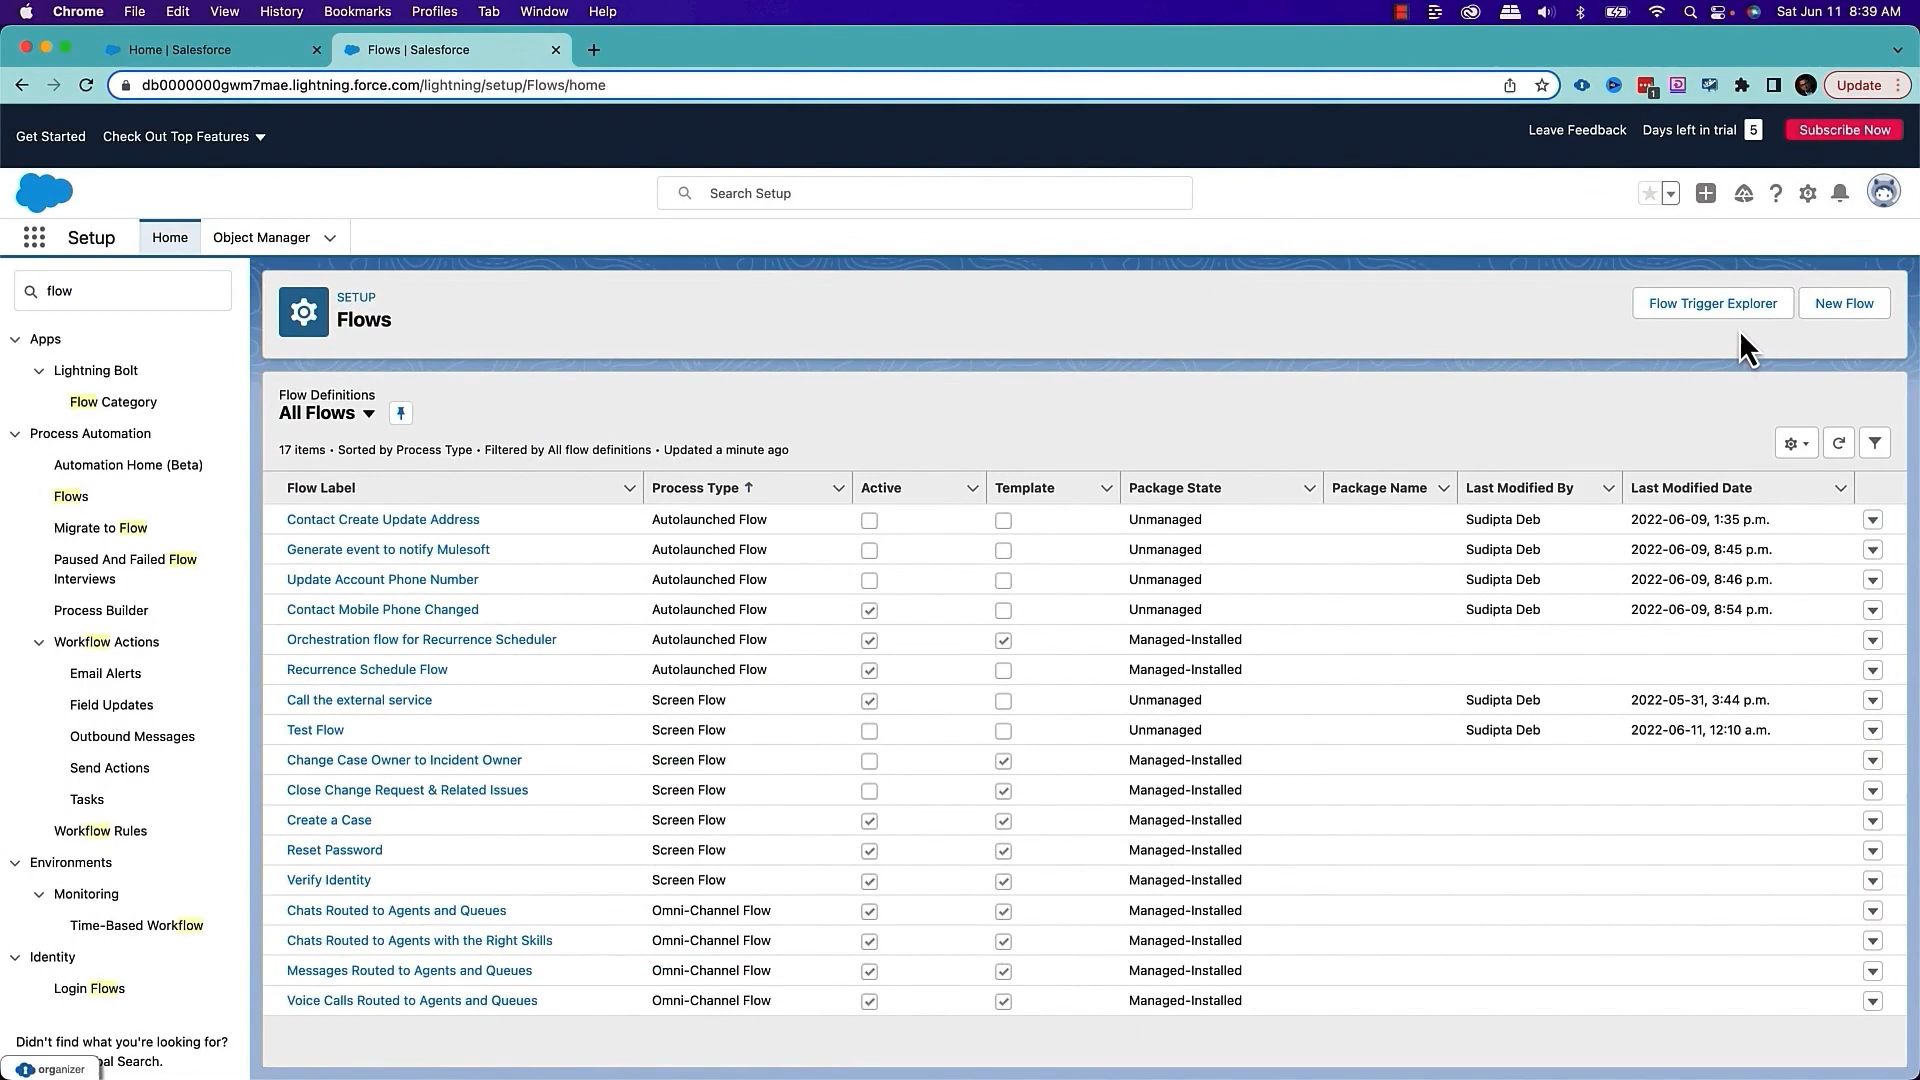 Chrome File Edit View History Bookmarks Profiles Tab Window Help Sat Jun 11 8:39 AM
Home | Salesforce Flows | Salesforce
db0000000gwm7mae.lightning.force.com/lightning/setup/Flows/home 1 Update
Get Started Check Out Top Features Leave Feedback Days left in trial 5 Subscribe Now
Search Setup
Setup Home Object Manager
flow
Apps
Lightning Bolt
Flow Category
Process Automation
Automation Home (Beta)
Flows
Migrate to Flow
Paused And Failed Flow
Interviews
Process Builder
Workflow Actions
Email Alerts
Field Updates
Outbound Messages
Send Actions
Tasks
Workflow Rules
Environments
Monitoring
Time-Based Workflow
Identity
Login Flows
Didn't find what you're looking for?
bal Search.
organizer
SETUP
Flows
Flow Trigger Explorer New Flow
Flow Definitions
All Flows
17 items • Sorted by Process Type • Filtered by All flow definitions • Updated a minute ago
Flow Label Process Type Active Template Package State Package Name Last Modified By Last Modified Date
Contact Create Update Address Autolaunched Flow Unmanaged Sudipta Deb 2022-06-09, 1:35 p.m.
Generate event to notify Mulesoft Autolaunched Flow Unmanaged Sudipta Deb 2022-06-09, 8:45 p.m.
Update Account Phone Number Autolaunched Flow Unmanaged Sudipta Deb 2022-06-09, 8:46 p.m.
Contact Mobile Phone Changed Autolaunched Flow Unmanaged Sudipta Deb 2022-06-09, 8:54 p.m.
Orchestration flow for Recurrence Scheduler Autolaunched Flow Managed-Installed
Recurrence Schedule Flow Autolaunched Flow Managed-Installed
Call the external service Screen Flow Unmanaged Sudipta Deb 2022-05-31, 3:44 p.m.
Test Flow Screen Flow Unmanaged Sudipta Deb 2022-06-11, 12:10 a.m.
Change Case Owner to Incident Owner Screen Flow Managed-Installed
Close Change Request & Related Issues Screen Flow Managed-Installed
Create a Case Screen Flow Managed-Installed
Reset Password Screen Flow Managed-Installed
Verify Identity Screen Flow Managed-Installed
Chats Routed to Agents and Queues Omni-Channel Flow Managed-Installed
Chats Routed to Agents with the Right Skills Omni-Channel Flow Managed-Installed
Messages Routed to Agents and Queues Omni-Channel Flow Managed-Installed
Voice Calls Routed to Agents and Queues Omni-Channel Flow Managed-Installed